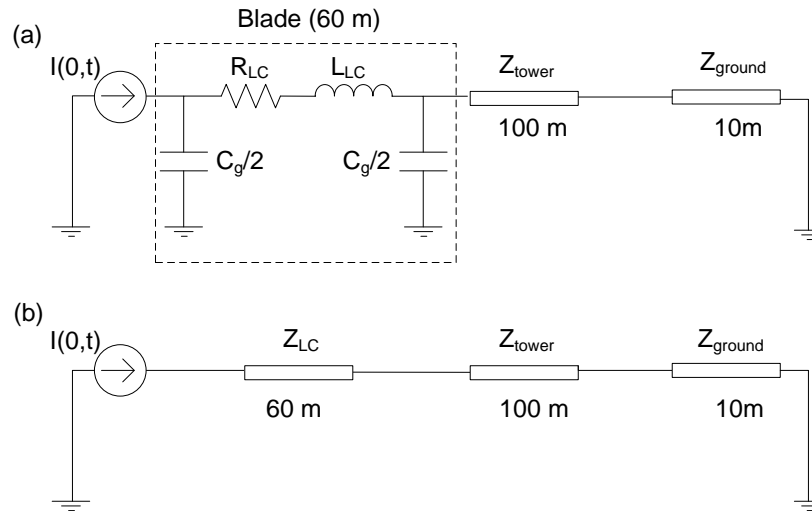 (a)
Blade (60 m)
I(0,t)
R_LC
L_LC
Z_tower
Z_ground
100 m
10m
C_g/2
C_g/2
(b)
I(0,t)
Z_LC
Z_tower
Z_ground
60 m
100 m
10m